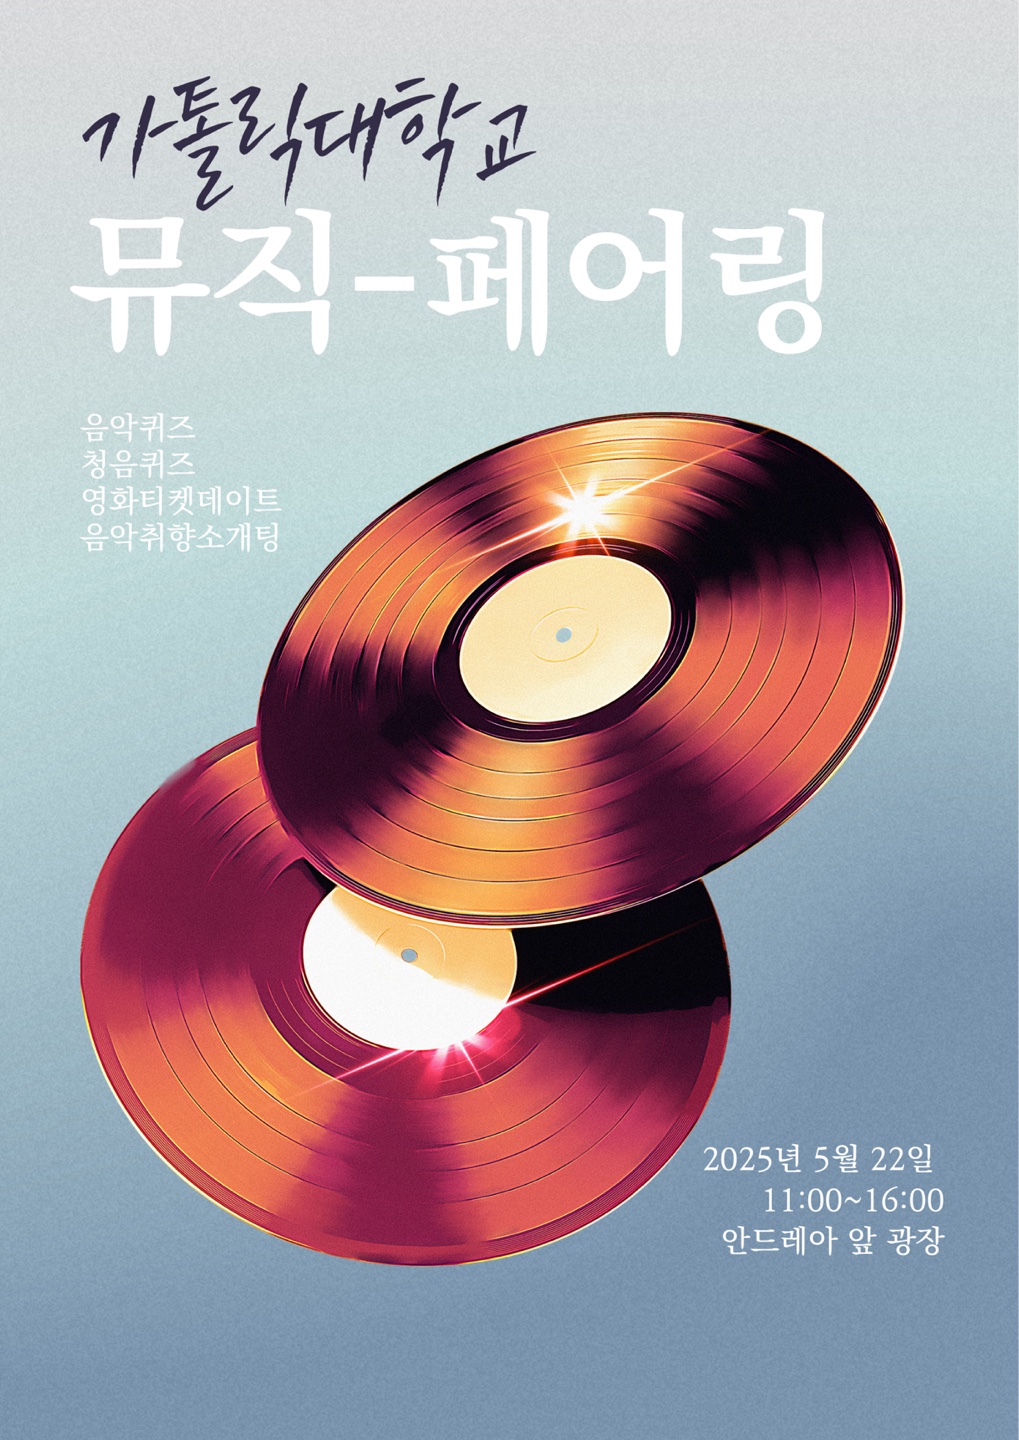 가톨릭대학교
뮤직-페어링
음악퀴즈
청음퀴즈
영화티켓데이트
음악취향소개팅
2025년 5월 22일
11:00~16:00
안드레아 앞 광장